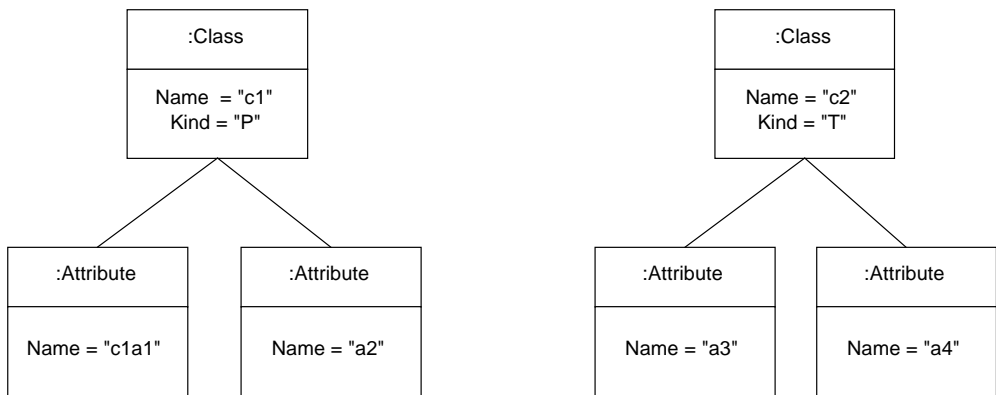 :Class
Name  = "c1"
Kind = "P"
:Class
Name = "c2"
Kind = "T"
:Attribute
Name = "c1a1"
:Attribute
Name = "a2"
:Attribute
Name = "a3"
:Attribute
Name = "a4"